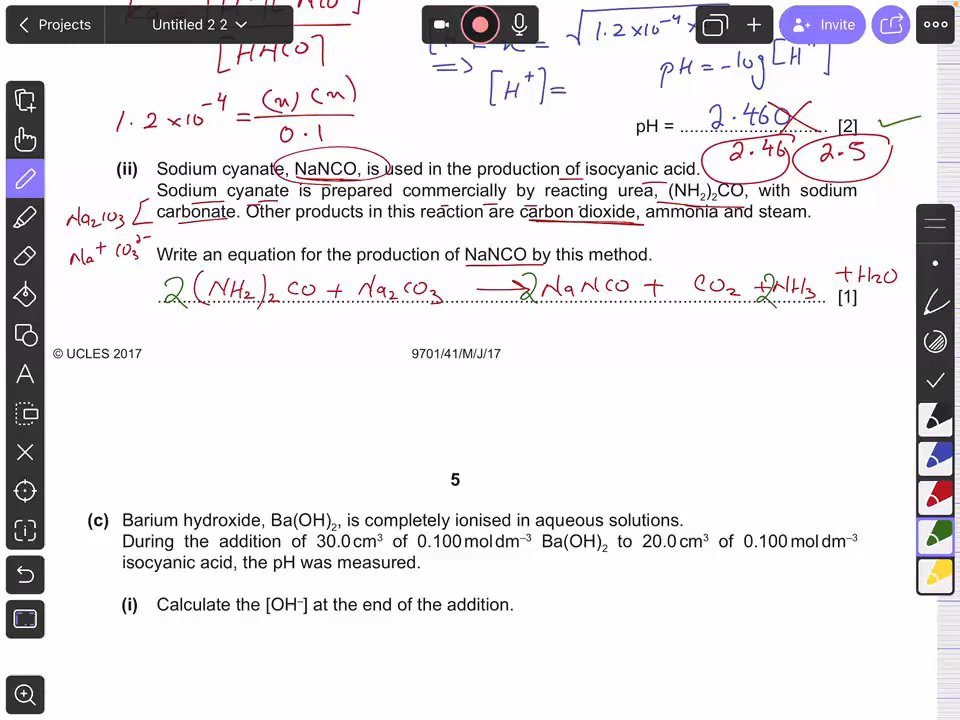 Projects
Untitled 2 2
Invite
[HHCO]
1.2 × 10⁻⁴
=>
[H⁺] =
pH = -log [H⁺]
1.2 ×10⁻⁴ = (x) (x)
0.1
2.460
pH = .......................... [2]
2.46
2.5
(ii) Sodium cyanate, NaNCO, is used in the production of isocyanic acid.
Sodium cyanate is prepared commercially by reacting urea, (NH₂)₂CO, with sodium
carbonate. Other products in this reaction are carbon dioxide, ammonia and steam.
Na₂CO₃
Na⁺ CO₃²⁻
Write an equation for the production of NaNCO by this method.
2 (NH₂)₂ CO + Na₂CO₃ → 2 NaNCO + CO₂ + 2NH₃ + H₂O
[1]
© UCLES 2017
9701/41/M/J/17
5
(c) Barium hydroxide, Ba(OH)₂, is completely ionised in aqueous solutions.
During the addition of 30.0 cm³ of 0.100 mol dm⁻³ Ba(OH)₂ to 20.0 cm³ of 0.100 mol dm⁻³
isocyanic acid, the pH was measured.
(i) Calculate the [OH⁻] at the end of the addition.